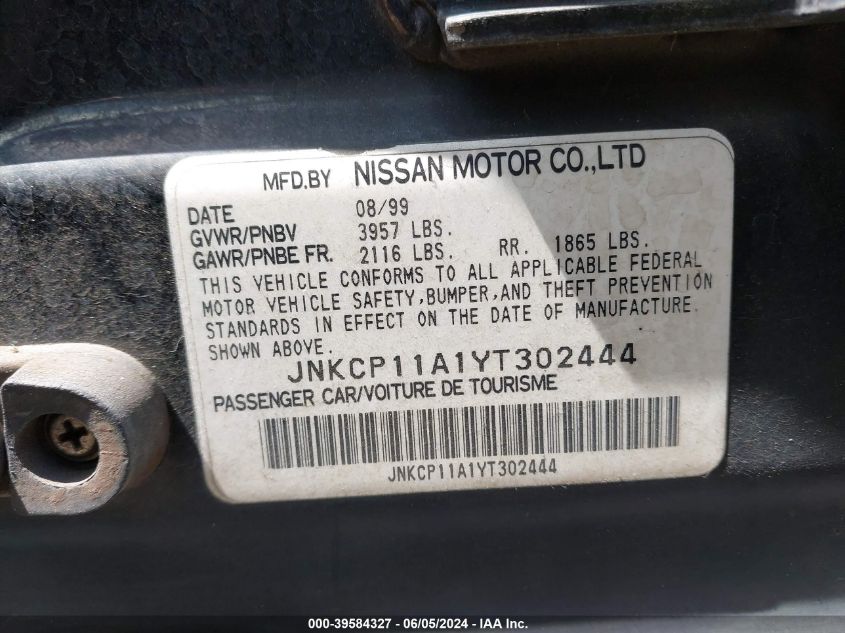 MFD.BY NISSAN MOTOR CO.,LTD
DATE 08/99
GVWR/PNBV 3957 LBS.
GAWR/PNBE FR. 2116 LBS. RR. 1865 LBS.
THIS VEHICLE CONFORMS TO ALL APPLICABLE FEDERAL
MOTOR VEHICLE SAFETY,BUMPER,AND THEFT PREVENTION
STANDARDS IN EFFECT ON THE DATE OF MANUFACTURE
SHOWN ABOVE.
JNKCP11A1YT302444
PASSENGER CAR/VOITURE DE TOURISME
JNKCP11A1YT302444
000-39584327 - 06/05/2024 - IAA Inc.